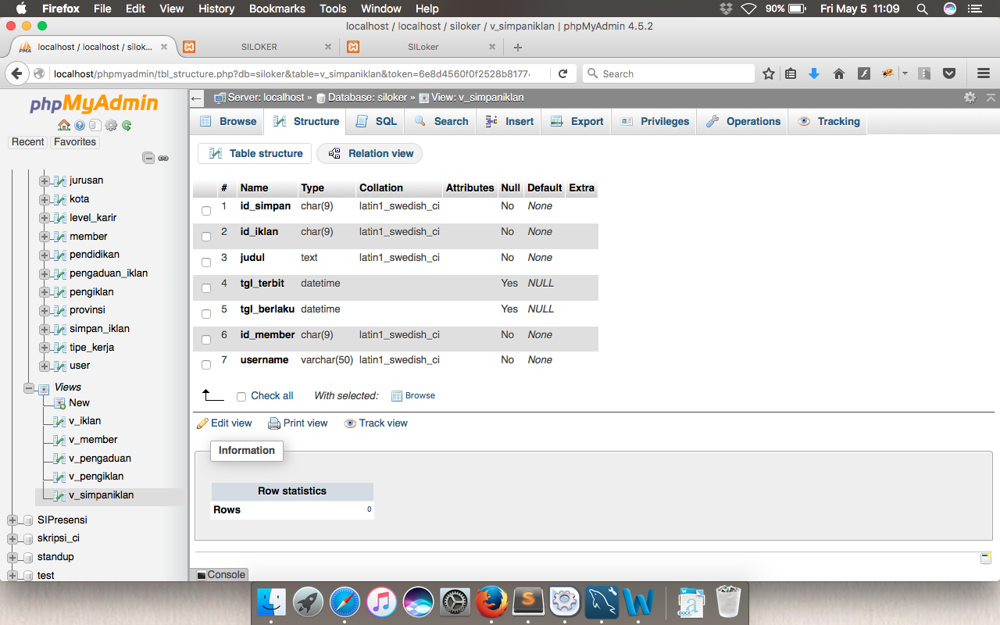 Firefox File Edit View History Bookmarks Tools Window Help 90% Fri May 5 11:09
localhost / localhost / siloker / v_simpaniklan | phpMyAdmin 4.5.2
localhost / localhost / silok... SILOKER SILoker
localhost/phpmyadmin/tbl_structure.php?db=siloker&table=v_simpaniklan&token=6e8d4560f0f2528b8177 Search
phpMyAdmin
Recent Favorites
jurusan
kota
level_karir
member
pendidikan
pengaduan_iklan
pengiklan
provinsi
simpan_iklan
tipe_kerja
user
Views
New
v_iklan
v_member
v_pengaduan
v_pengiklan
v_simpaniklan
SIPresensi
skripsi_ci
standup
test
Server: localhost » Database: siloker » View: v_simpaniklan
Browse Structure SQL Search Insert Export Privileges Operations Tracking
Table structure Relation view
# Name Type Collation Attributes Null Default Extra
1 id_simpan char(9) latin1_swedish_ci No None
2 id_iklan char(9) latin1_swedish_ci No None
3 judul text latin1_swedish_ci No None
4 tgl_terbit datetime Yes NULL
5 tgl_berlaku datetime Yes NULL
6 id_member char(9) latin1_swedish_ci No None
7 username varchar(50) latin1_swedish_ci No None
Check all With selected: Browse
Edit view Print view Track view
Information
Row statistics
Rows 0
Console